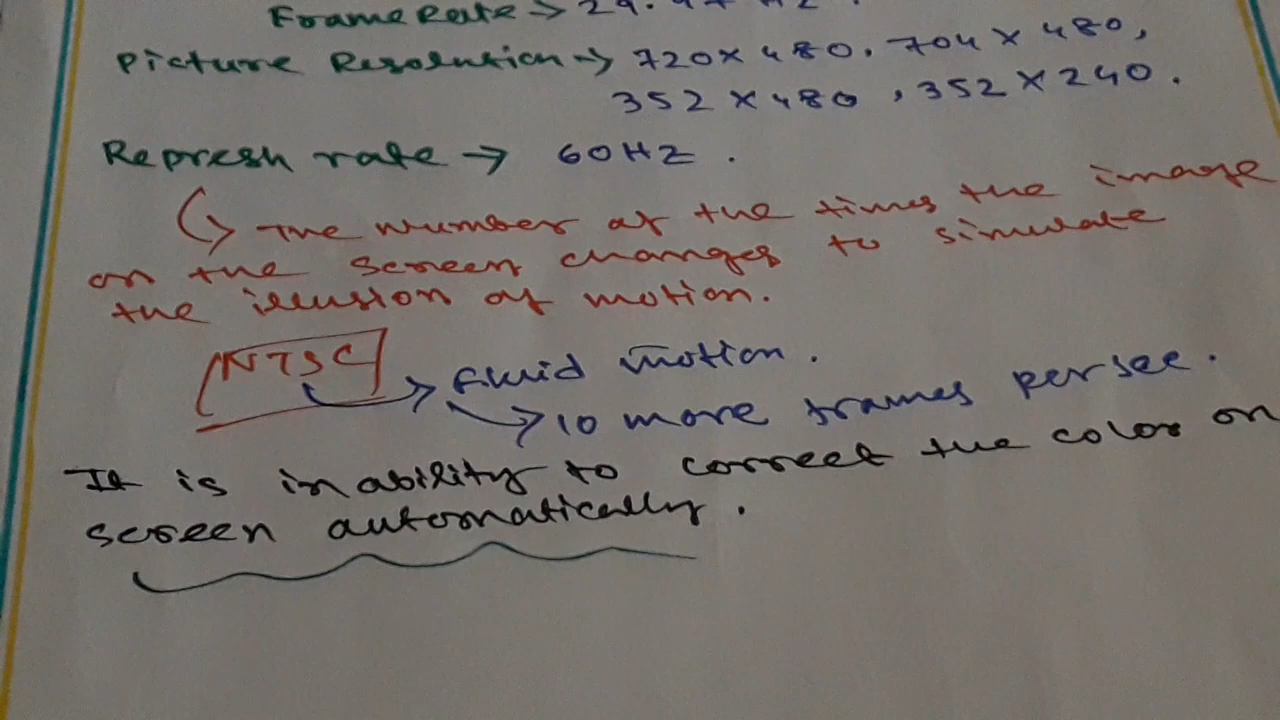 Frame Rate → 29.97 Hz.
Picture Resolution → 720 x 480, 704 x 480,
352 x 480, 352 x 240.
Represh rate → 60HZ.
↳ The number of the times the image
on the screen changes to simulate
the illusion of motion.
NTSC → fluid motion.
→ 10 more frames per sec.
It is inability to correct the color on
screen automatically.